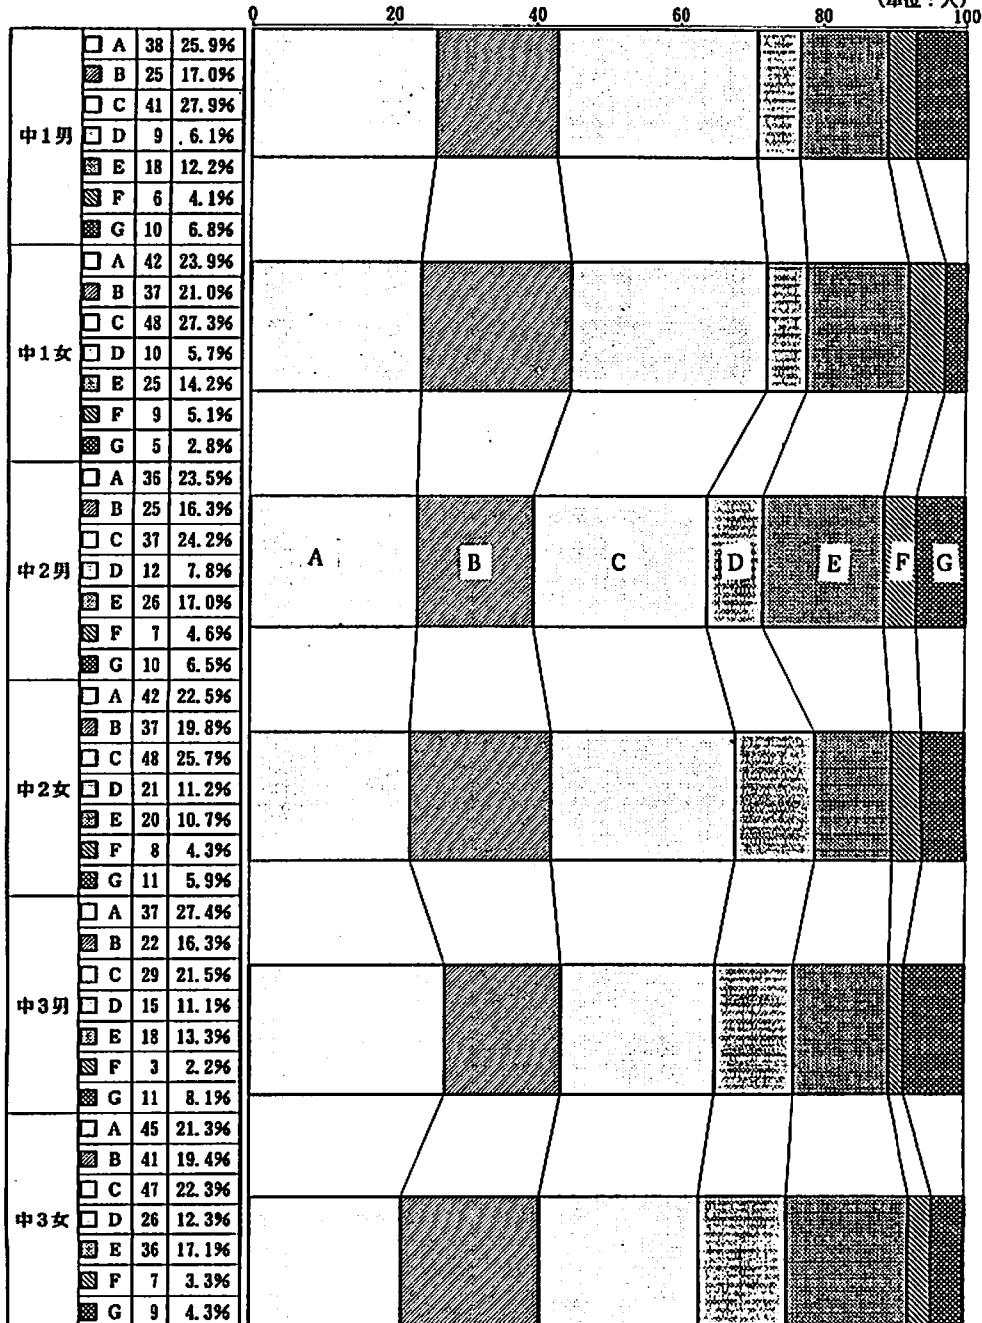 (単位：人)
0 20 40 60 80 100
中1男
A 38 25.9%
B 25 17.0%
C 41 27.9%
D 9 6.1%
E 18 12.2%
F 6 4.1%
G 10 6.8%
中1女
A 42 23.9%
B 37 21.0%
C 48 27.3%
D 10 5.7%
E 25 14.2%
F 9 5.1%
G 5 2.8%
中2男
A 36 23.5%
B 25 16.3%
C 37 24.2%
D 12 7.8%
E 26 17.0%
F 7 4.6%
G 10 6.5%
A B C D E F G
中2女
A 42 22.5%
B 37 19.8%
C 48 25.7%
D 21 11.2%
E 20 10.7%
F 8 4.3%
G 11 5.9%
中3男
A 37 27.4%
B 22 16.3%
C 29 21.5%
D 15 11.1%
E 18 13.3%
F 3 2.2%
G 11 8.1%
中3女
A 45 21.3%
B 41 19.4%
C 47 22.3%
D 26 12.3%
E 36 17.1%
F 7 3.3%
G 9 4.3%